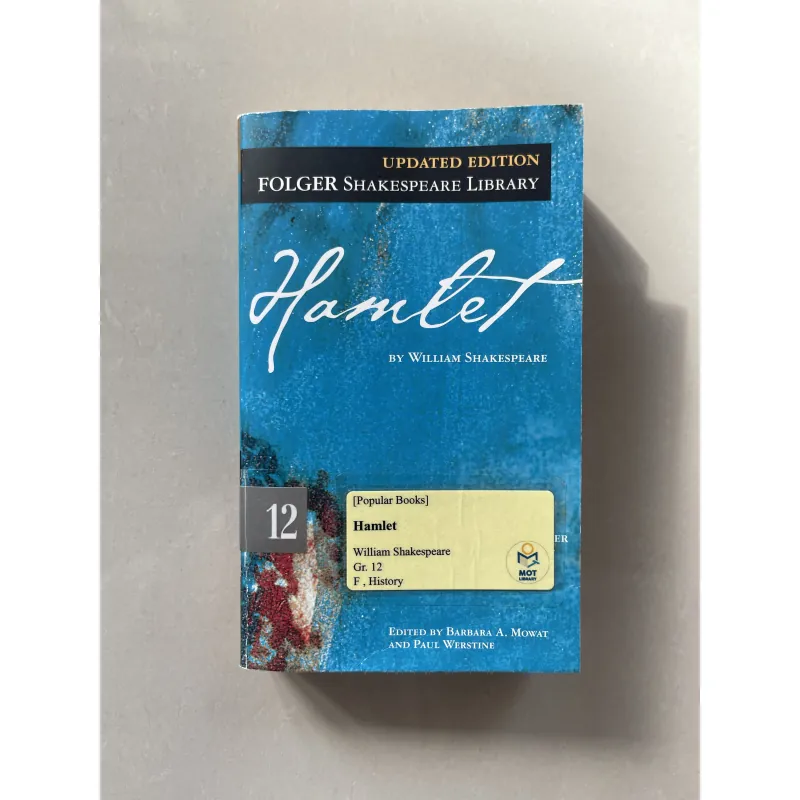 UPDATED EDITION
FOLGER SHAKESPEARE LIBRARY
Hamlet
BY WILLIAM SHAKESPEARE
12
[Popular Books]
Hamlet
William Shakespeare
Gr. 12
F , History
MOT
LIBRARY
ER
EDITED BY BARBARA A. MOWAT
AND PAUL WERSTINE